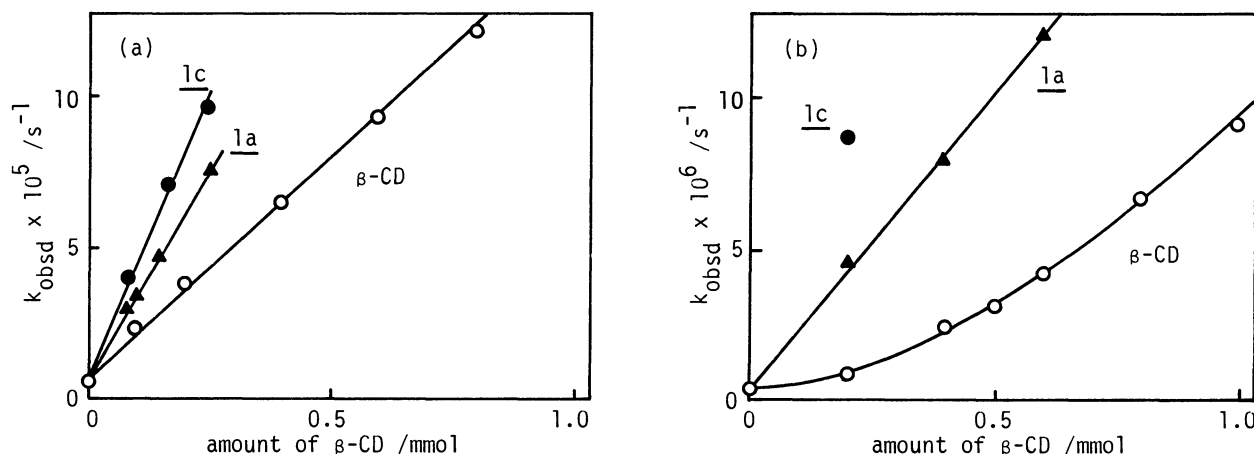 (a)
k_obsd x 10^5 /s^-1
10
5
0
1c
1a
β-CD
0 0.5 1.0
amount of β-CD /mmol
(b)
k_obsd x 10^6 /s^-1
10
5
0
1c
1a
β-CD
0 0.5 1.0
amount of β-CD /mmol